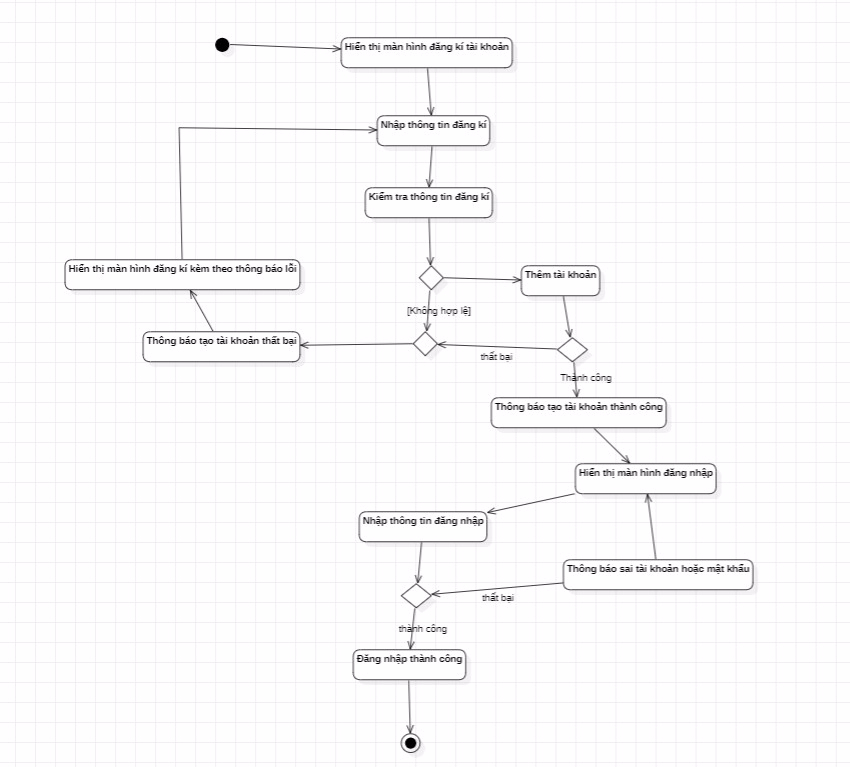 Hiển thị màn hình đăng kí tài khoản
Nhập thông tin đăng kí
Kiểm tra thông tin đăng kí
Hiển thị màn hình đăng kí kèm theo thông báo lỗi
Thêm tài khoản
[Không hợp lệ]
Thông báo tạo tài khoản thất bại
thất bại
Thành công
Thông báo tạo tài khoản thành công
Hiển thị màn hình đăng nhập
Nhập thông tin đăng nhập
Thông báo sai tài khoản hoặc mật khẩu
thất bại
thành công
Đăng nhập thành công